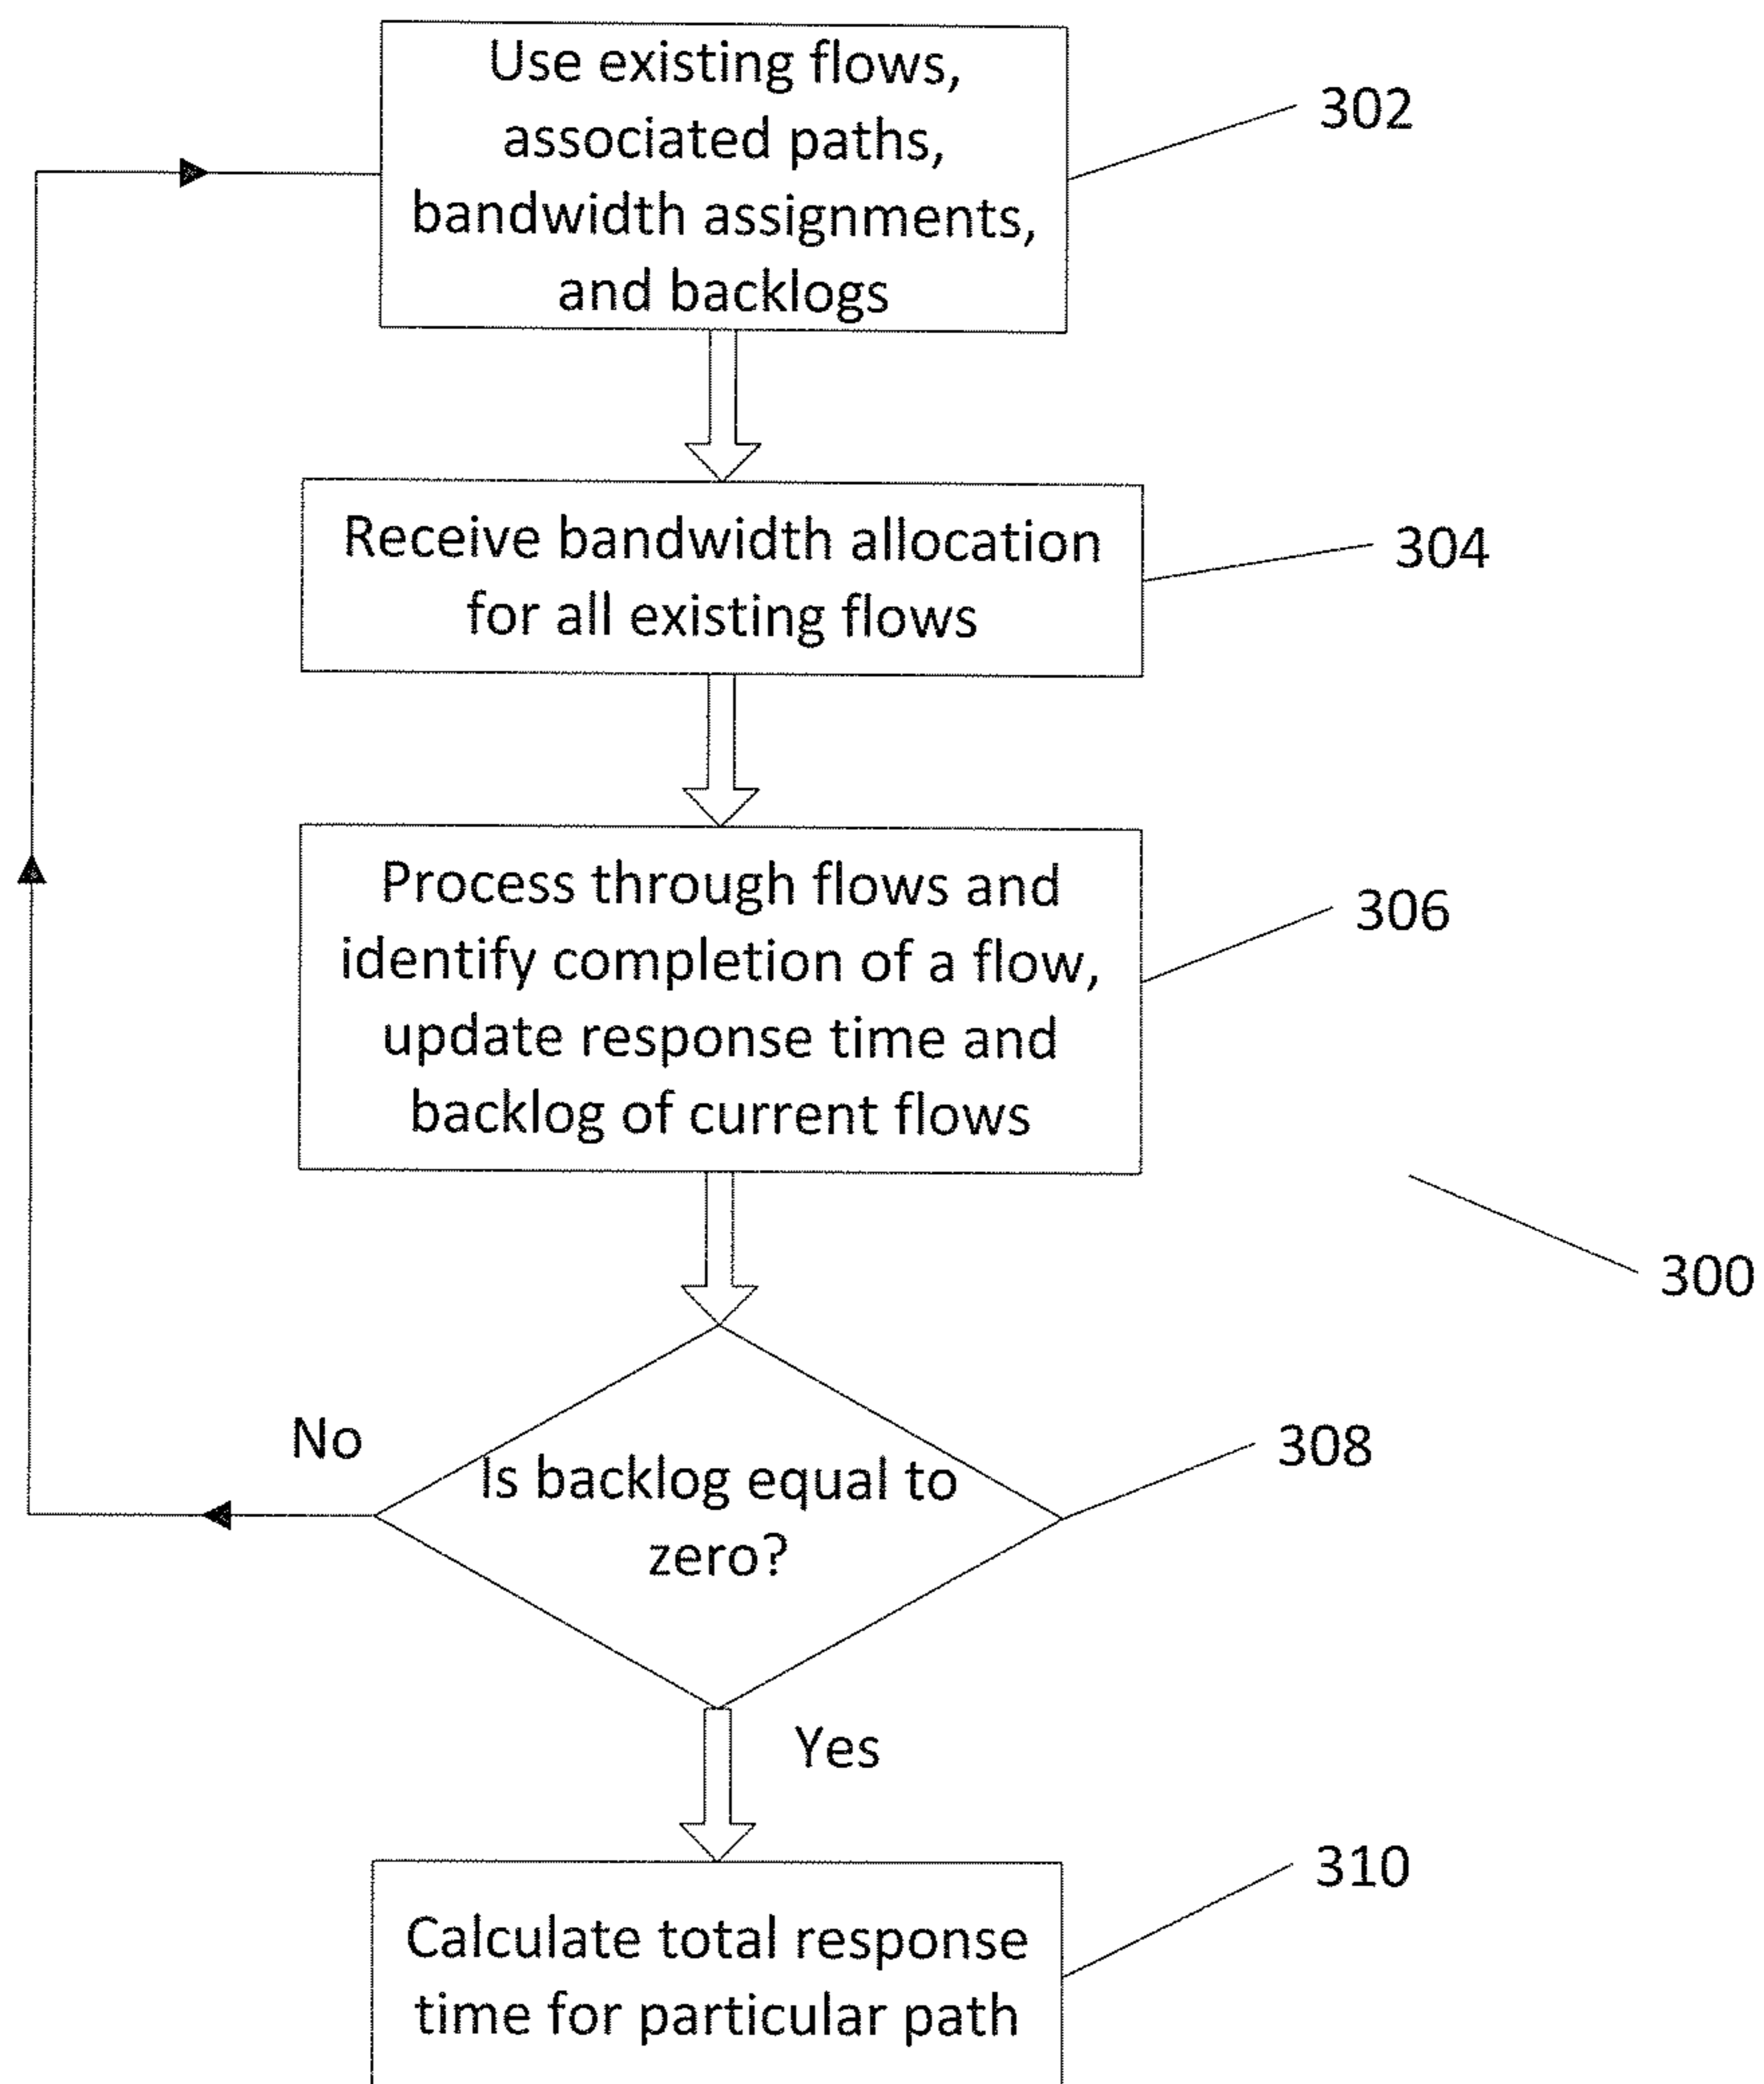 Use existing flows,
associated paths,
bandwidth assignments,
and backlogs
302
Receive bandwidth allocation
for all existing flows
304
Process through flows and
identify completion of a flow,
update response time and
backlog of current flows
306
300
No
Is backlog equal to
zero?
308
Yes
Calculate total response
time for particular path
310